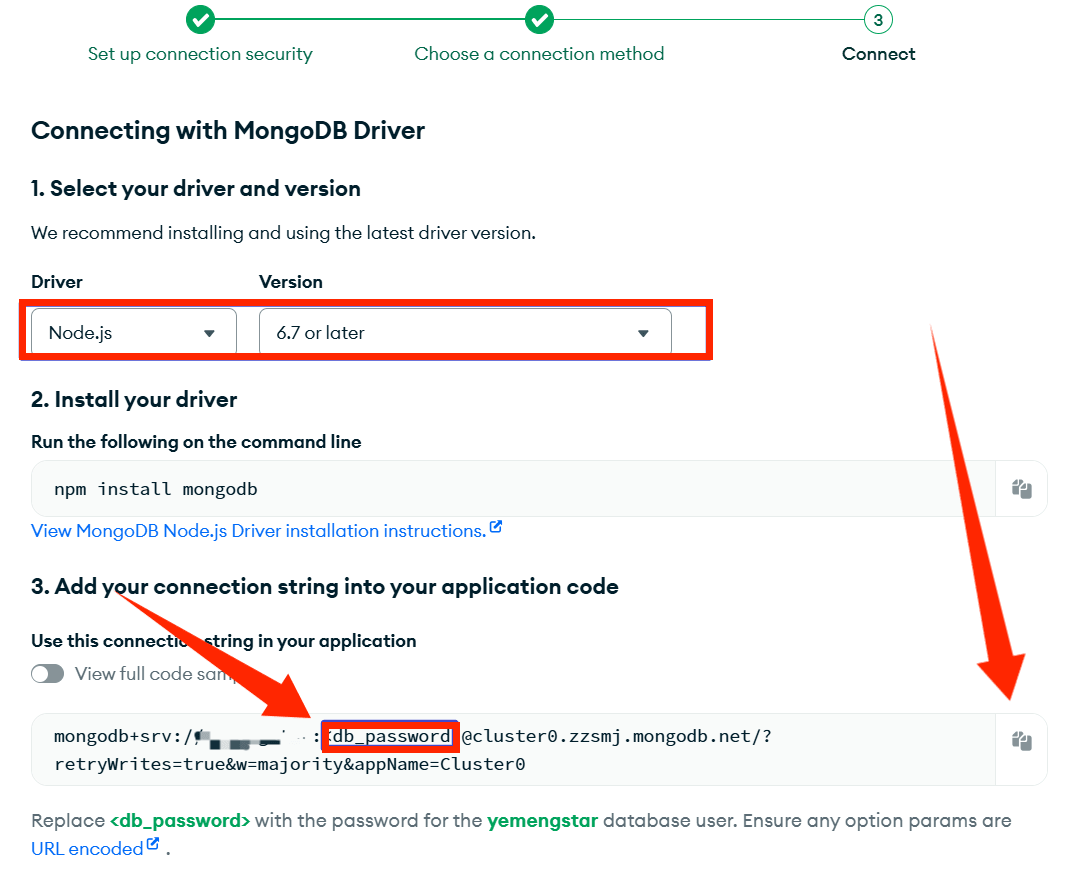 3
Set up connection security
Choose a connection method
Connect
Connecting with MongoDB Driver
1. Select your driver and version
We recommend installing and using the latest driver version.
Driver
Version
Node.js
6.7 or later
2. Install your driver
Run the following on the command line
npm install mongodb
View MongoDB Node.js Driver installation instructions.
3. Add your connection string into your application code
Use this connection string in your application
View full code
mongodb+srv:/ : <db_password @cluster0.zzsmj.mongodb.net/?
retryWrites=true&w=majority&appName=Cluster0
Replace <db_password> with the password for the yemengstar database user. Ensure any option params are
URL encoded .